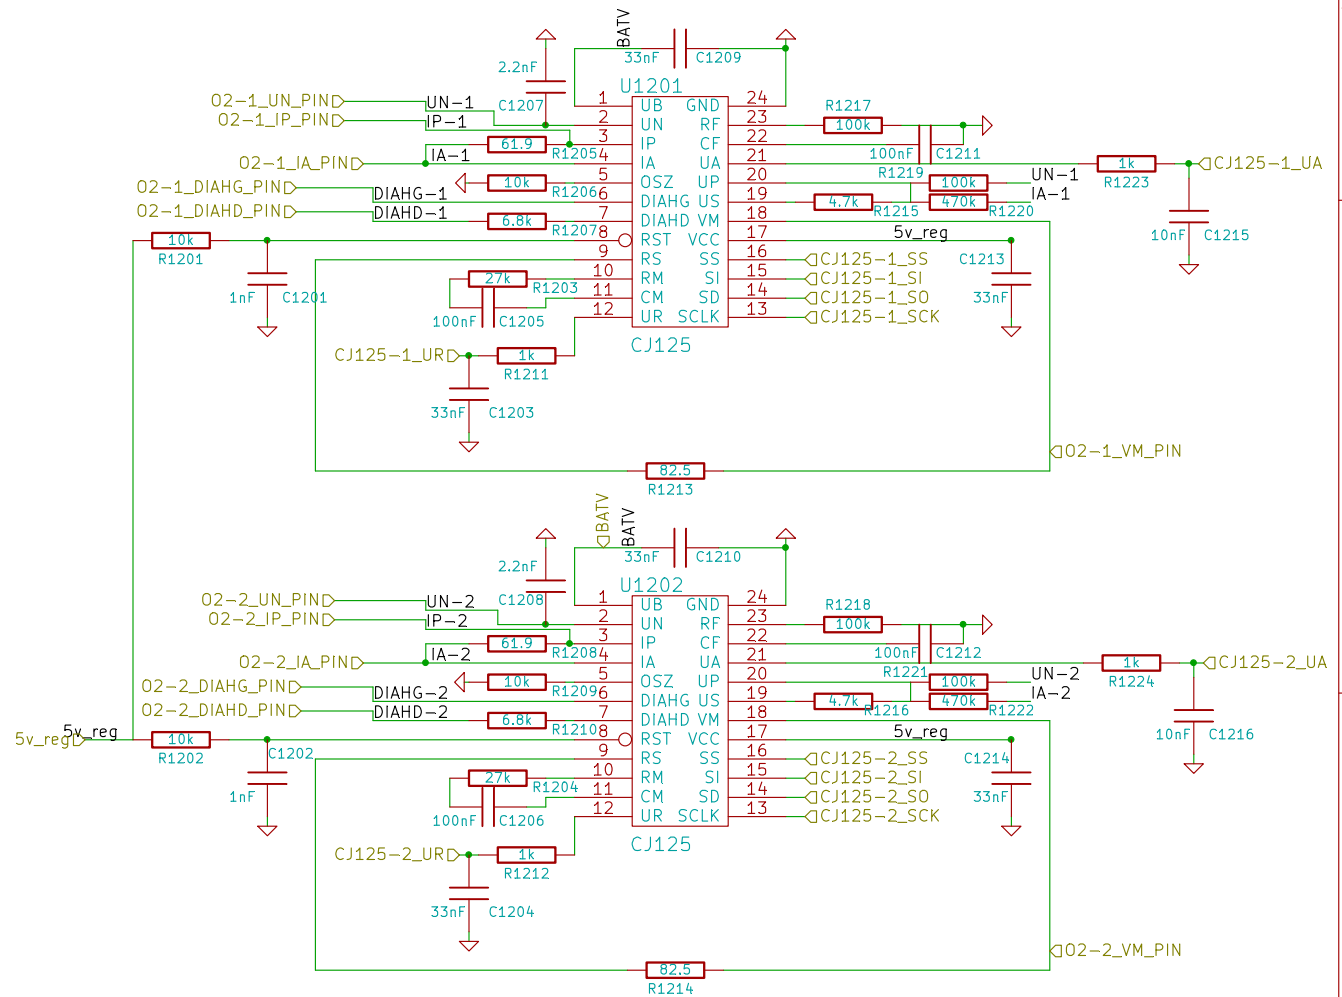 BATV
33nF C1209
2.2nF
C1207
U1201
O2-1_UN_PIN UN-1
O2-1_IP_PIN IP-1
61.9 R1205
O2-1_IA_PIN IA-1
10k R1206
O2-1_DIAHG_PIN DIAHG-1
O2-1_DIAHD_PIN DIAHD-1
6.8k R1207
10k
R1201
1nF C1201
27k R1203
100nF C1205
CJ125-1_UR 1k
R1211
33nF C1203
1 UB GND 24
2 UN RF 23
3 IP CF 22
4 IA UA 21
5 OSZ UP 20
6 DIAHG US 19
7 DIAHD VM 18
8 RST VCC 17
9 RS SS 16
10 RM SI 15
11 CM SD 14
12 UR SCLK 13
CJ125
R1217
100k
100nF C1211
R1219
100k UN-1
IA-1
4.7k R1215 470k R1220
1k
R1223
CJ125-1_UA
10nF C1215
5v_reg
C1213
33nF
CJ125-1_SS
CJ125-1_SI
CJ125-1_SO
CJ125-1_SCK
O2-1_VM_PIN
82.5
R1213
BATV
BATV
33nF C1210
2.2nF
C1208
U1202
O2-2_UN_PIN UN-2
O2-2_IP_PIN IP-2
61.9 R1208
O2-2_IA_PIN IA-2
10k R1209
O2-2_DIAHG_PIN DIAHG-2
O2-2_DIAHD_PIN DIAHD-2
6.8k R1210
5v_reg 5v_reg
10k
R1202
C1202
1nF
27k R1204
100nF C1206
CJ125-2_UR 1k
R1212
33nF C1204
1 UB GND 24
2 UN RF 23
3 IP CF 22
4 IA UA 21
5 OSZ UP 20
6 DIAHG US 19
7 DIAHD VM 18
8 RST VCC 17
9 RS SS 16
10 RM SI 15
11 CM SD 14
12 UR SCLK 13
CJ125
R1218
100k
100nF C1212
R1221
100k UN-2
IA-2
4.7k R1216 470k R1222
1k
R1224
CJ125-2_UA
10nF C1216
5v_reg
C1214
33nF
CJ125-2_SS
CJ125-2_SI
CJ125-2_SO
CJ125-2_SCK
O2-2_VM_PIN
82.5
R1214